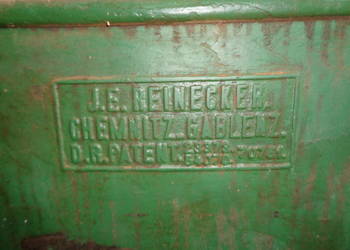 J.E. REINECKER.
CHEMNITZ. GABLENZ.
D.R. PATENT.